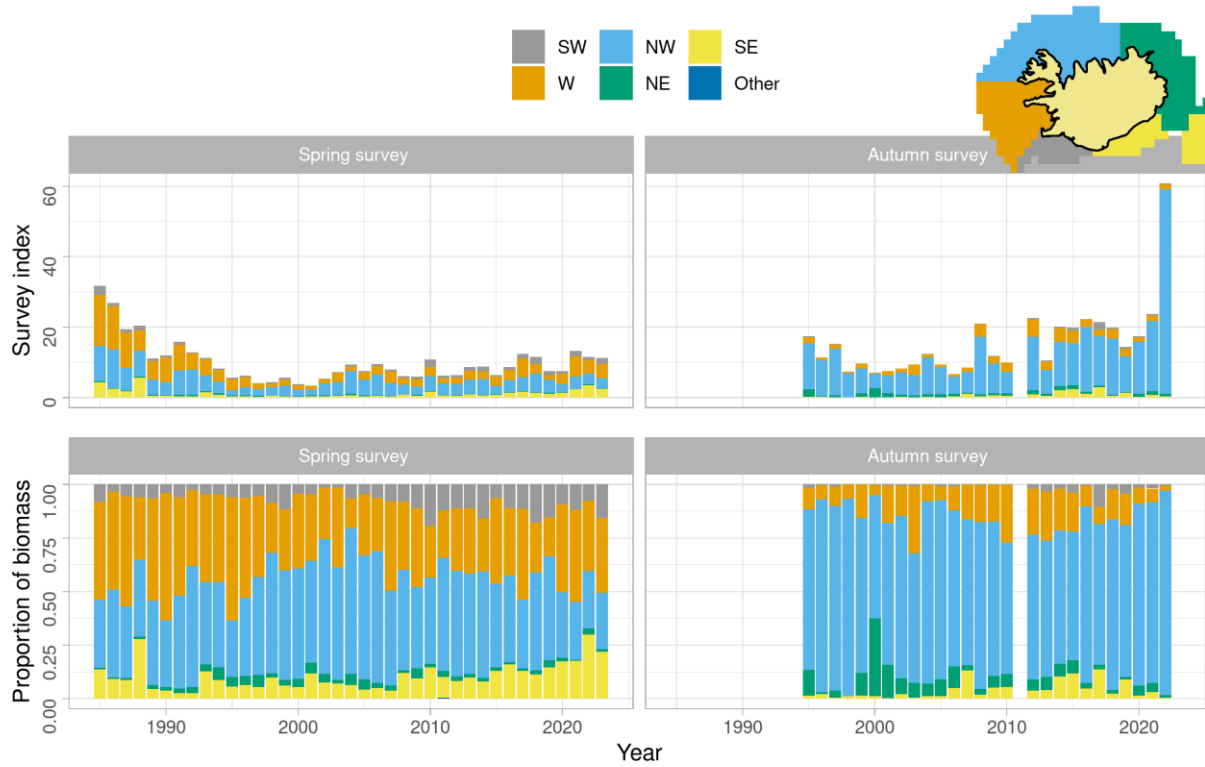 SW NW SE
W NE Other
Spring survey Autumn survey
Survey index
60
40
20
0
Spring survey Autumn survey
Proportion of biomass
1.00
0.75
0.50
0.25
0.00
1990 2000 2010 2020 1990 2000 2010 2020
Year